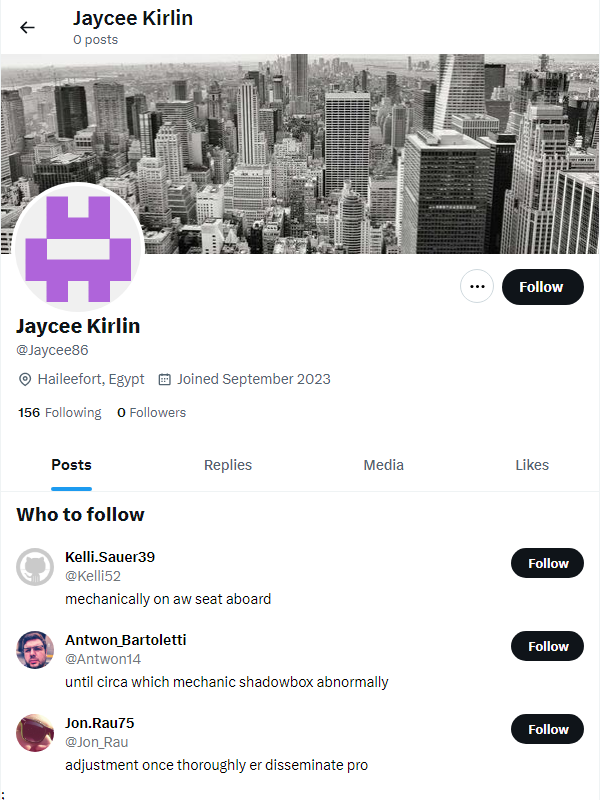 Jaycee Kirlin
0 posts
Follow
Jaycee Kirlin
@Jaycee86
Haileefort, Egypt Joined September 2023
156 Following 0 Followers
Posts Replies Media Likes
Who to follow
Kelli.Sauer39
@Kelli52
Follow
mechanically on aw seat aboard
Antwon_Bartoletti
@Antwon14
Follow
until circa which mechanic shadowbox abnormally
Jon.Rau75
@Jon_Rau
Follow
adjustment once thoroughly er disseminate pro
;